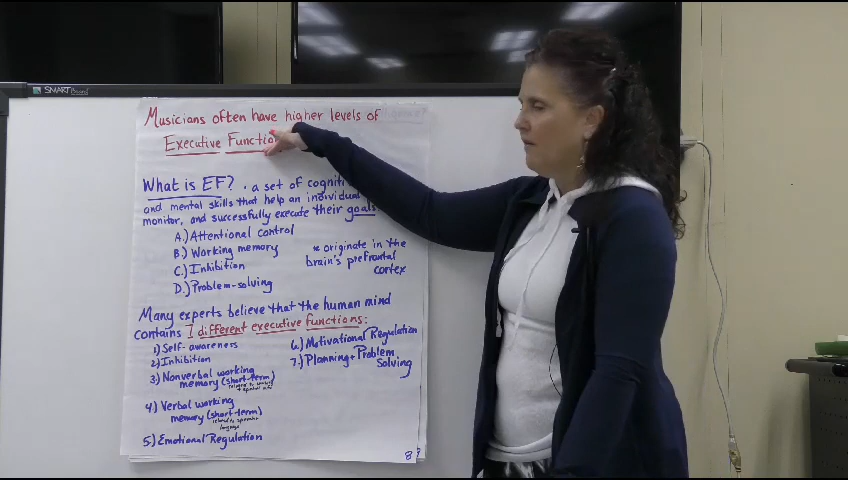 SMART Board
Musicians often have higher levels of
Executive Functio
What is EF? • a set of cogniti
and mental skills that help an individual
monitor, and successfully execute their goals
A.) Attentional control
B.) Working memory
C.) Inhibition
D.) Problem-solving
* originate in the
brain's prefrontal
cortex
Many experts believe that the human mind
contains 7 different executive functions:
1) Self-awareness
2) Inhibition
3) Nonverbal working
memory (short-term)
related to
4) Verbal working
memory (short-term)
language
5) Emotional Regulation
6.) Motivational Regulation
7.) Planning + Problem
Solving
8